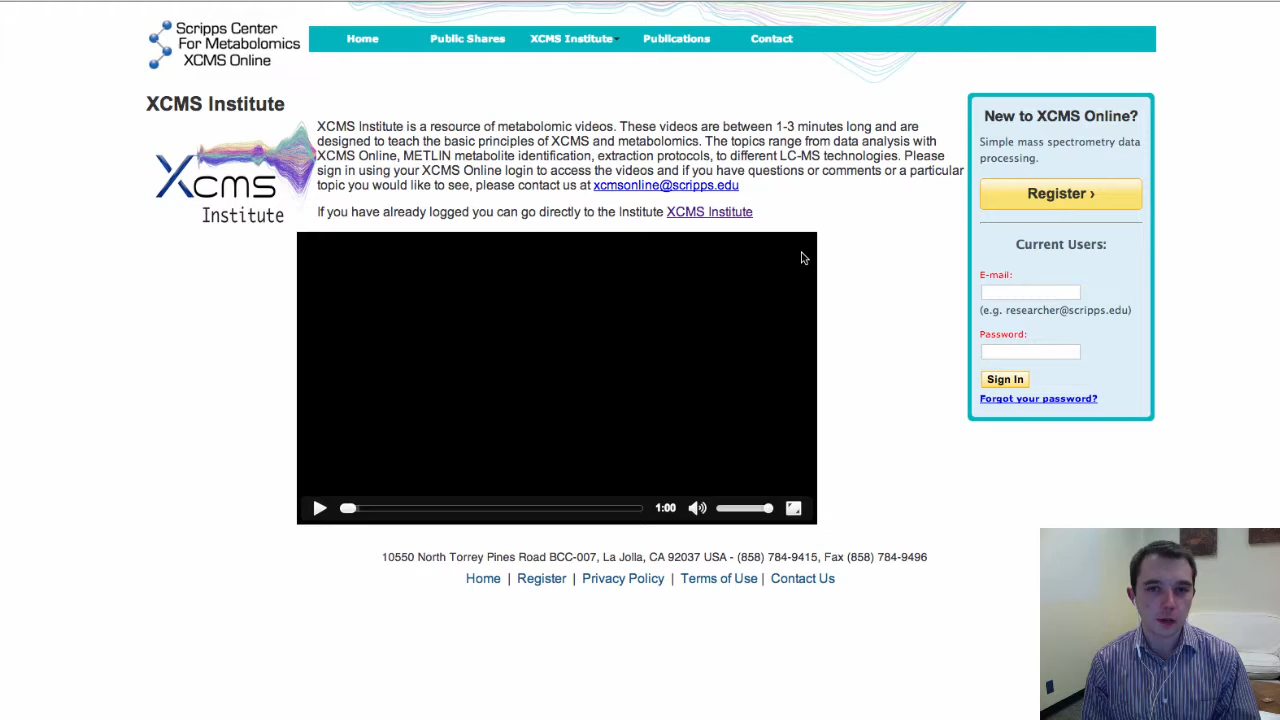 Scripps Center
For Metabolomics
XCMS Online
Home
Public Shares
XCMS Institute
Publications
Contact
XCMS Institute
Xcms
Institute
XCMS Institute is a resource of metabolomic videos. These videos are between 1-3 minutes long and are
designed to teach the basic principles of XCMS and metabolomics. The topics range from data analysis with
XCMS Online, METLIN metabolite identification, extraction protocols, to different LC-MS technologies. Please
sign in using your XCMS Online login to access the videos and if you have questions or comments or a particular
topic you would like to see, please contact us at xcmsonline@scripps.edu
If you have already logged you can go directly to the Institute XCMS Institute
1:00
New to XCMS Online?
Simple mass spectrometry data
processing.
Register ›
Current Users:
E-mail:
(e.g. researcher@scripps.edu)
Password:
Sign In
Forgot your password?
10550 North Torrey Pines Road BCC-007, La Jolla, CA 92037 USA - (858) 784-9415, Fax (858) 784-9496
Home | Register | Privacy Policy | Terms of Use | Contact Us